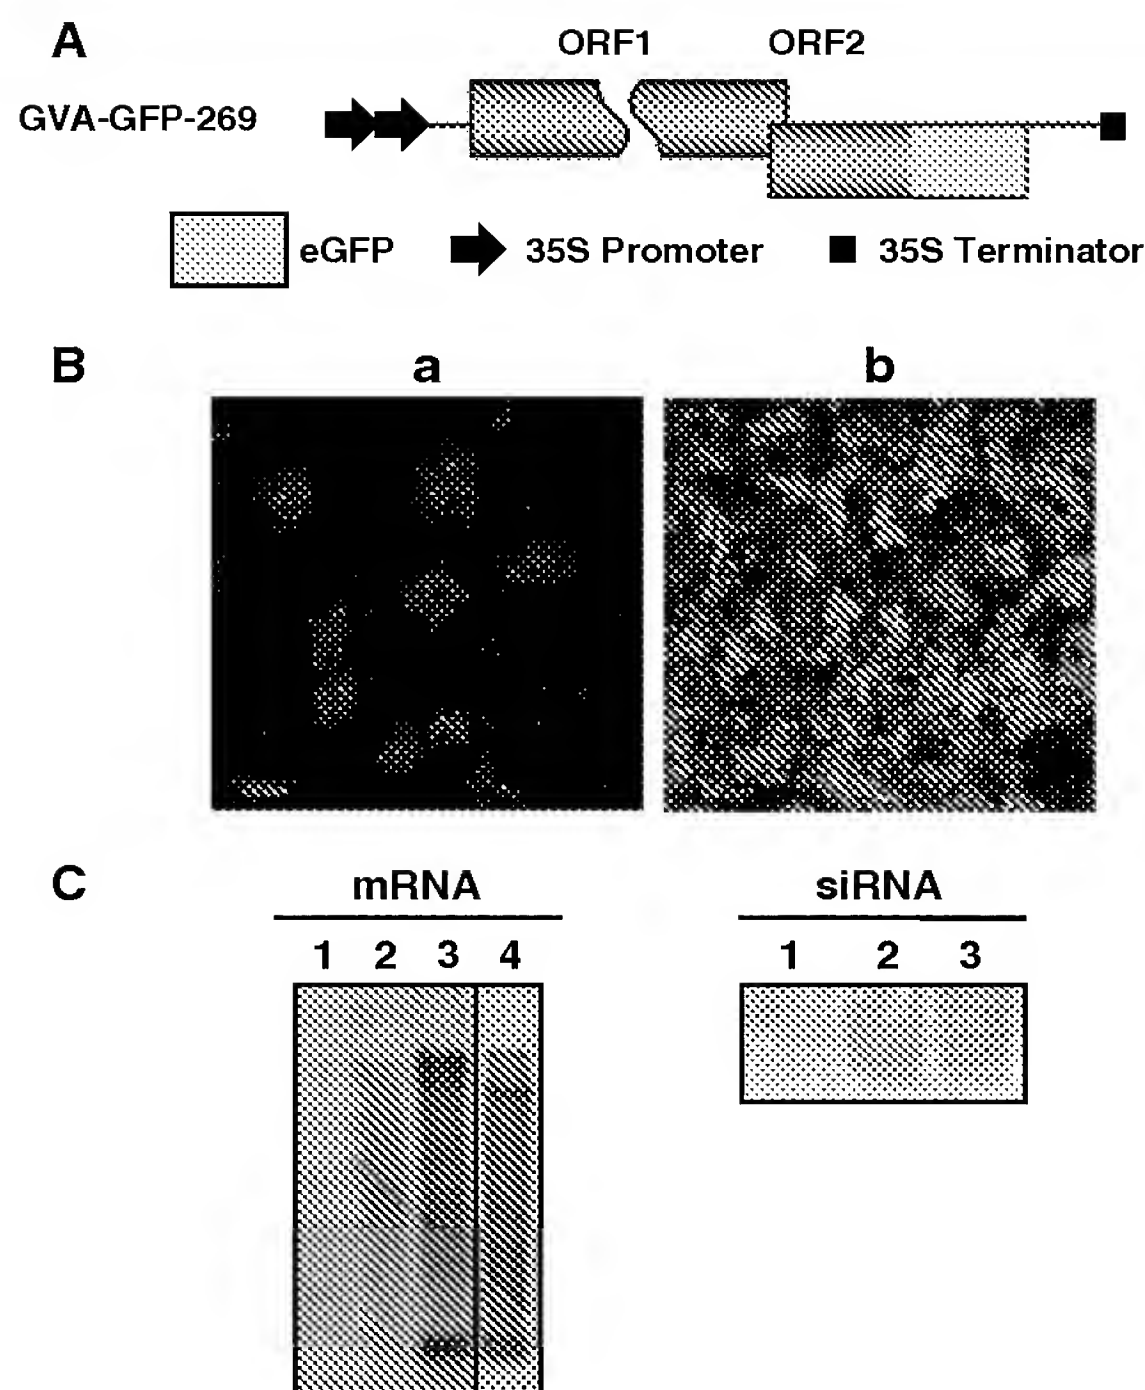 A
ORF1 ORF2
GVA-GFP-269
eGFP 35S Promoter 35S Terminator
B
a b
C
mRNA siRNA
1 2 3 4 1 2 3